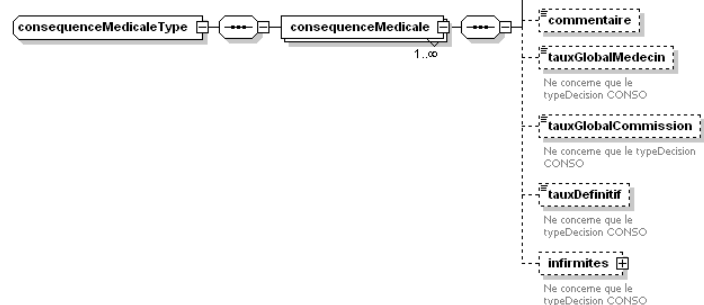 consequenceMedicaleType
consequenceMedicale
1..∞
commentaire
tauxGlobalMedecin
Ne concerne que le
typeDecision CONSO
tauxGlobalCommission
Ne concerne que le typeDecision
CONSO
tauxDefinitif
Ne concerne que le
typeDecision CONSO
infirmites
Ne concerne que le
typeDecision CONSO